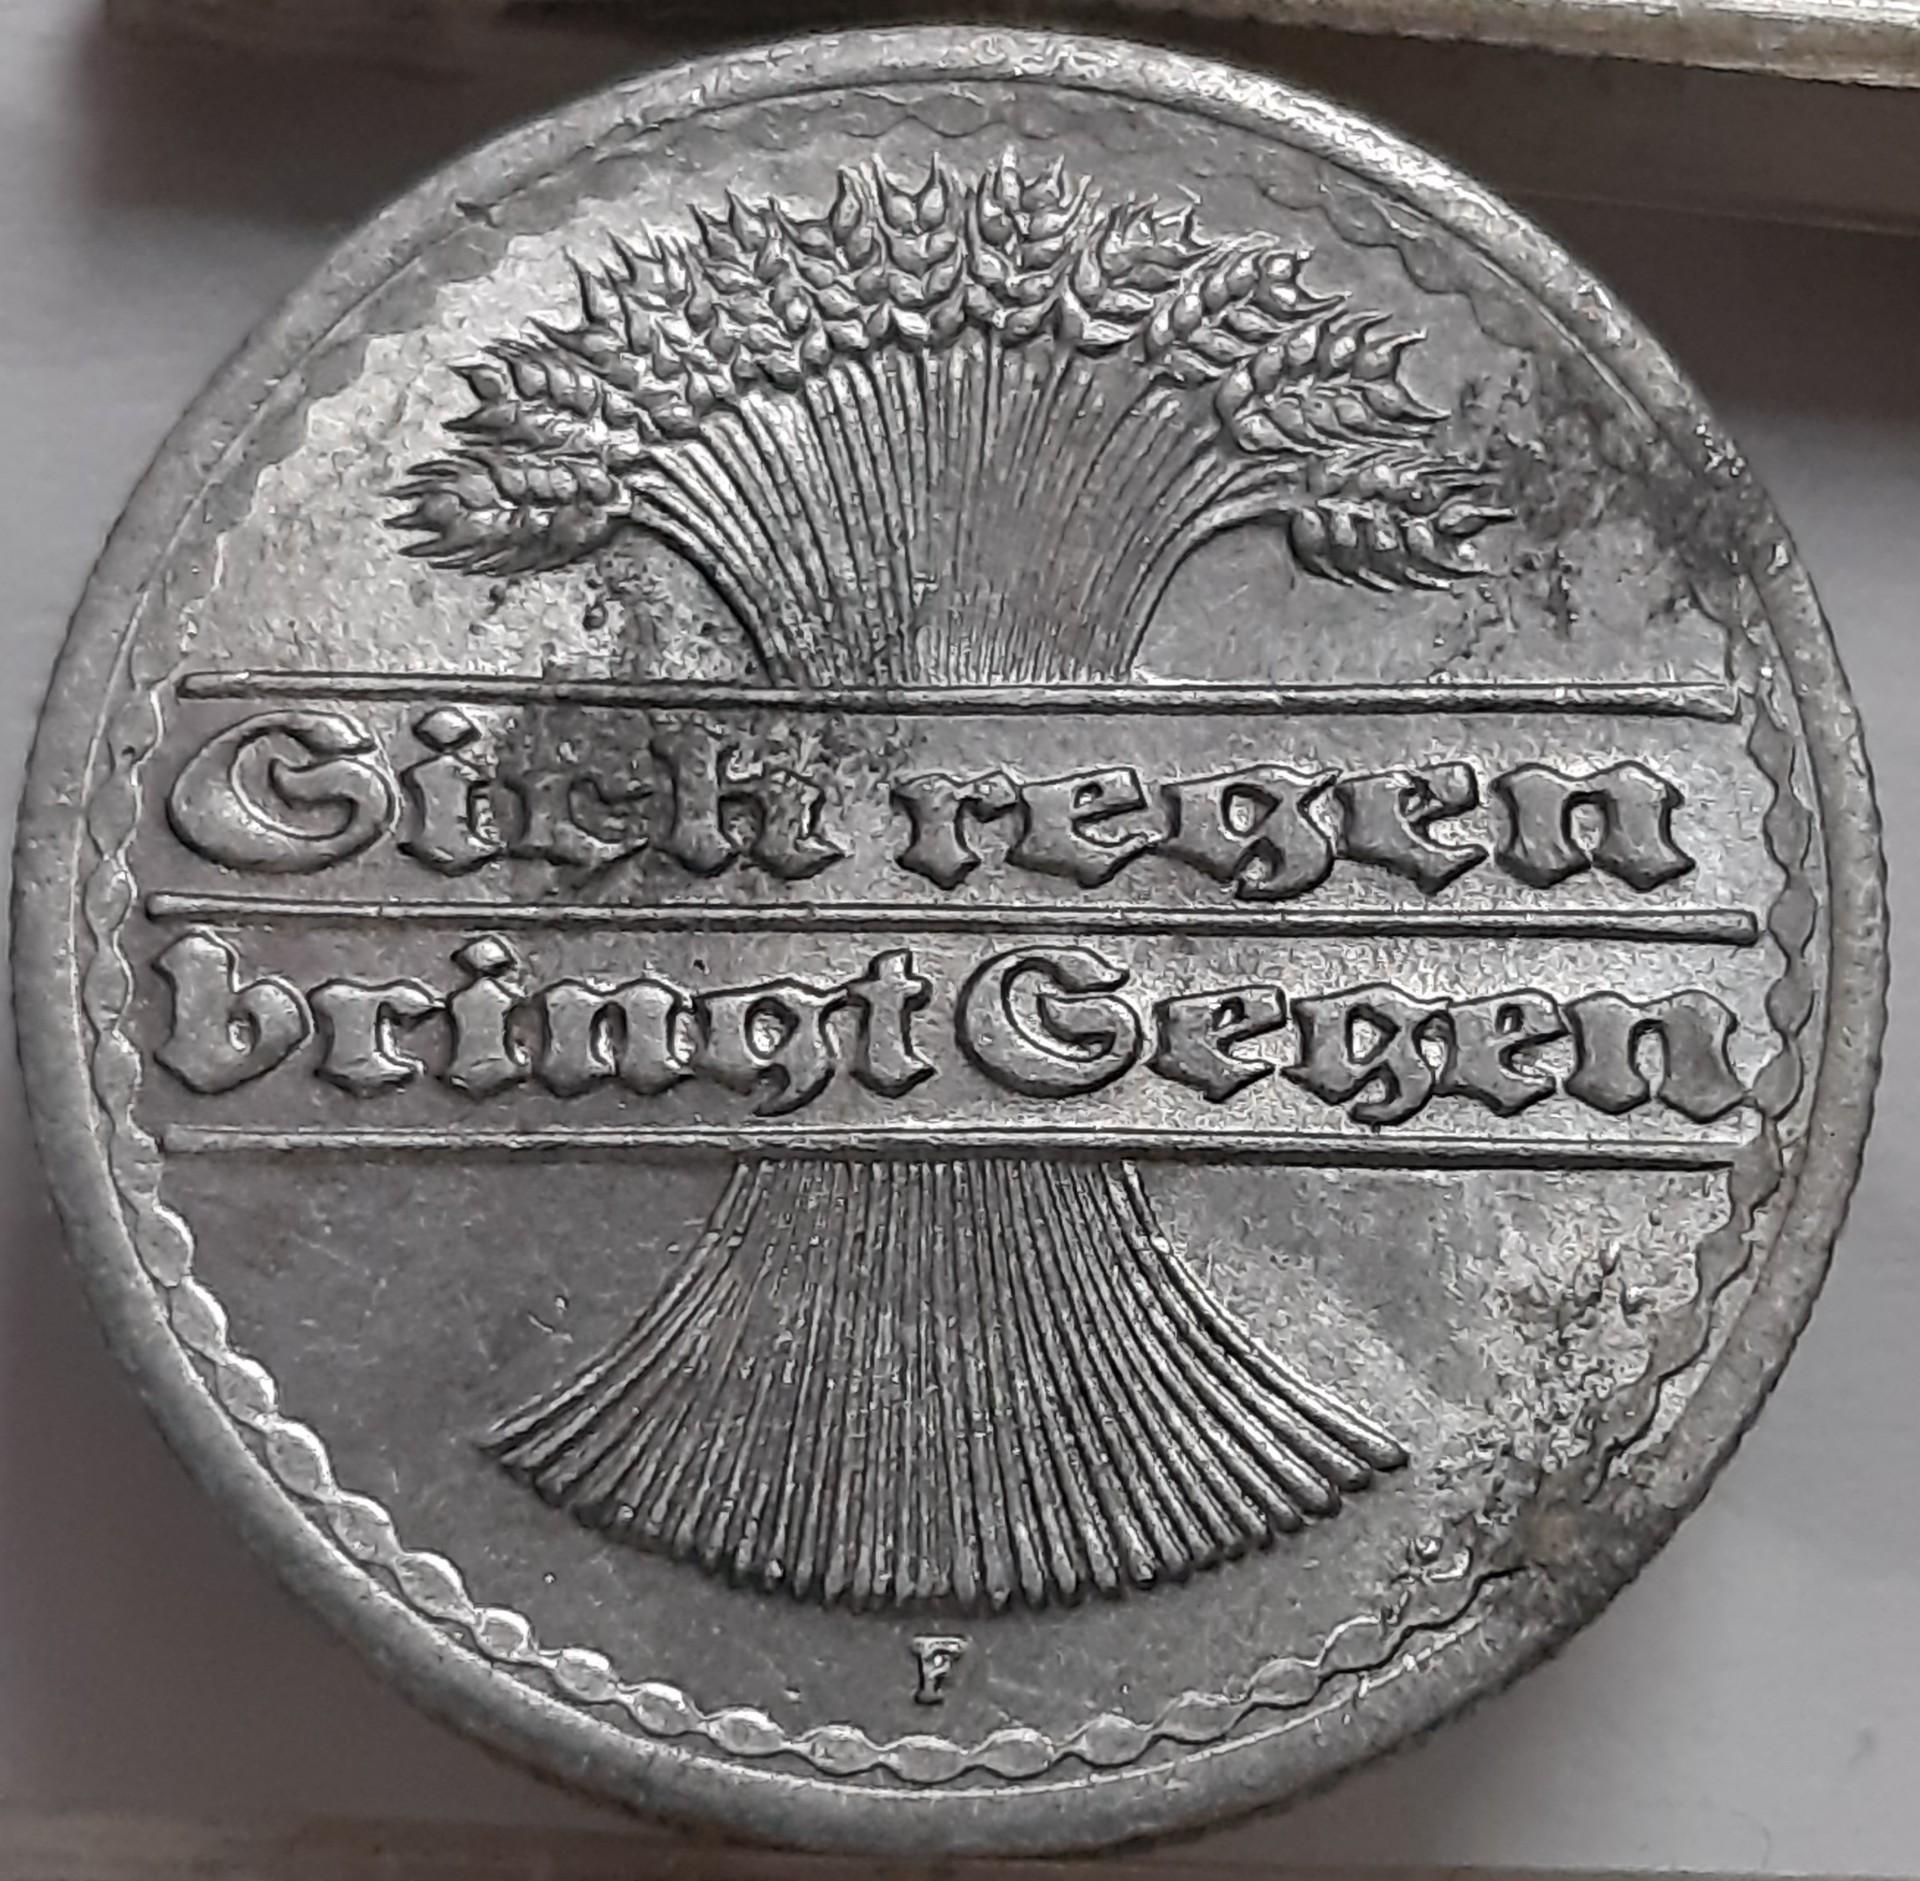 Sich regen
bringt Segen
F